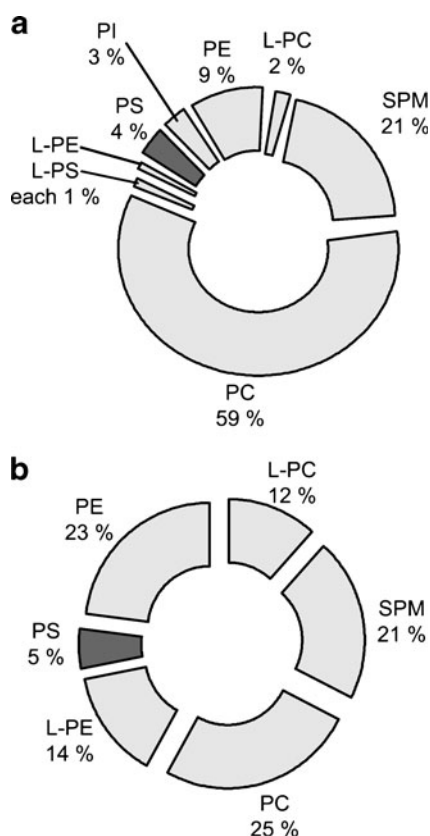 a
PI
3 %
PE
9 %
L-PC
2 %
SPM
21 %
PS
4 %
L-PE
L-PS
each 1 %
PC
59 %
b
L-PC
12 %
PE
23 %
SPM
21 %
PS
5 %
L-PE
14 %
PC
25 %